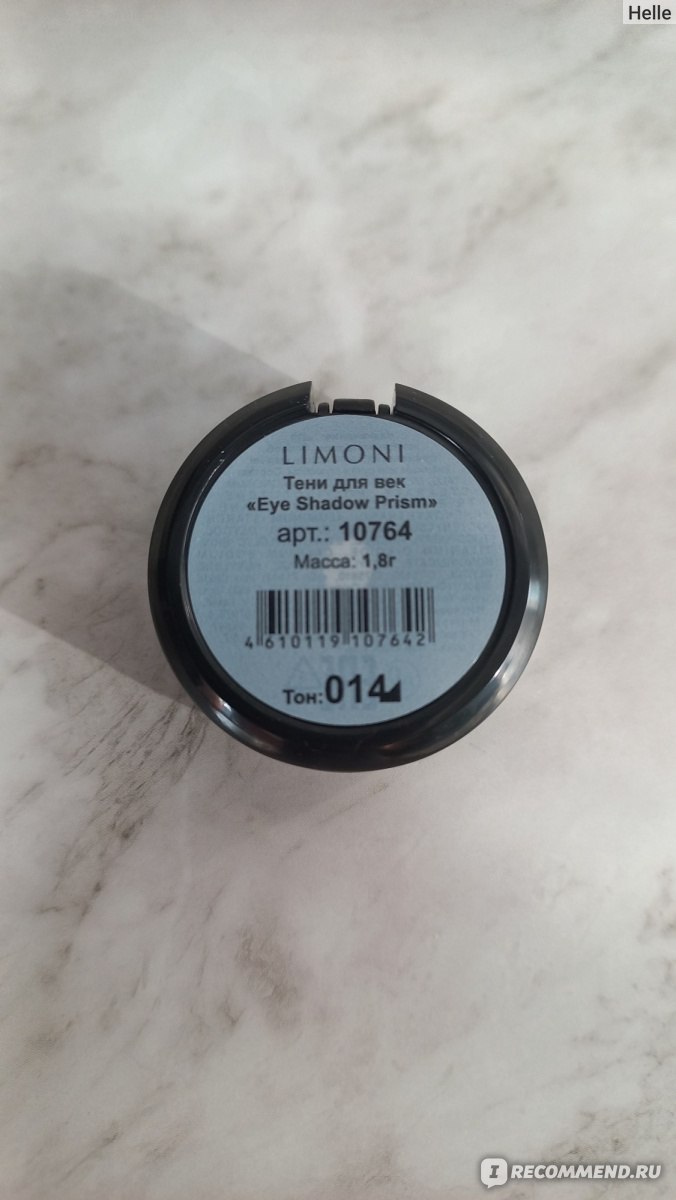 Helle
LIMONI
Тени для век
«Eye Shadow Prism»
арт.: 10764
Масса: 1,8г
4 610119 107642
Тон: 014
IRECOMMEND.RU